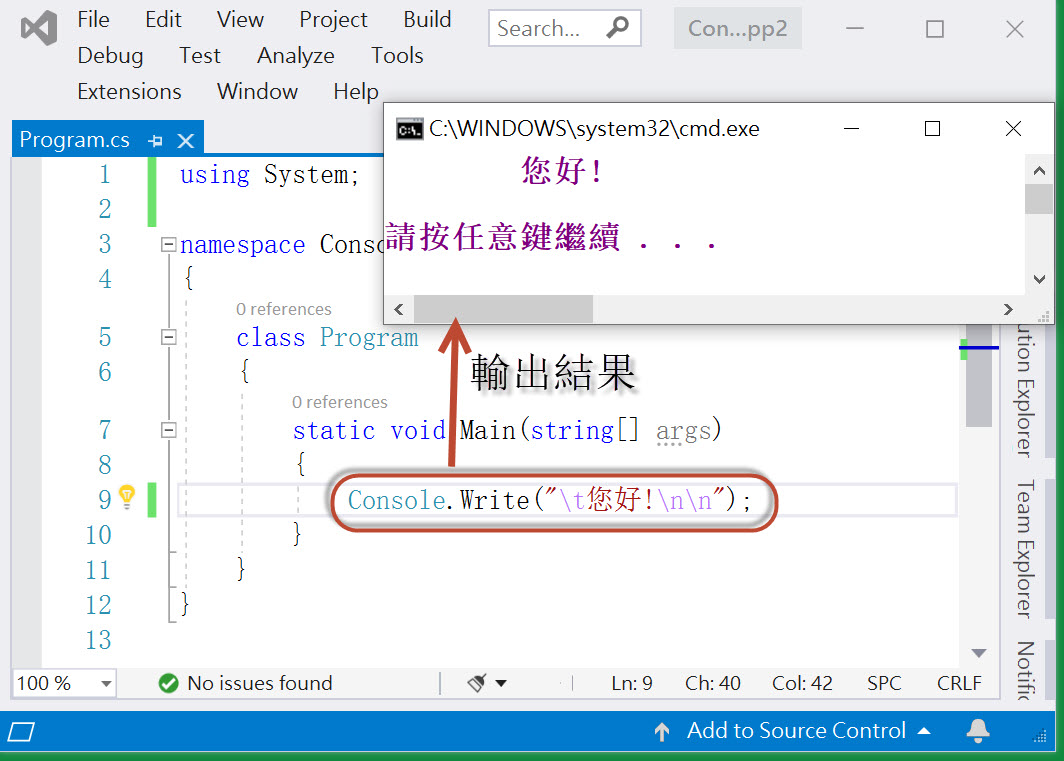 File Edit View Project Build Search... Con...pp2
Debug Test Analyze Tools
Extensions Window Help
Program.cs
C:\WINDOWS\system32\cmd.exe
您好!
請按任意鍵繼續 . . .
1 using System;
2
3 namespace Conso
4 {
0 references
5 class Program
6 {
輸出結果
0 references
7 static void Main(string[] args)
8 {
9 Console.Write("\t您好!\n\n");
10 }
11 }
12 }
13
ution Explorer
Team Explorer
Notific
100 % No issues found Ln: 9 Ch: 40 Col: 42 SPC CRLF
Add to Source Control